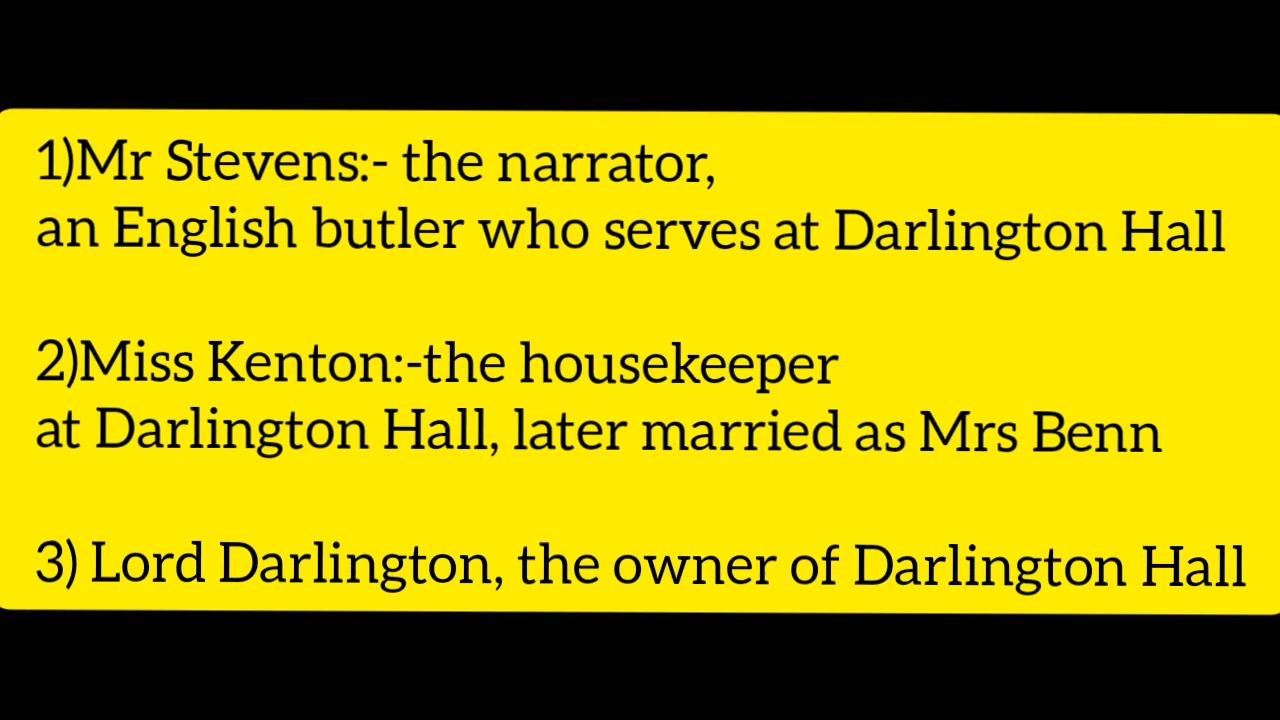 1)Mr Stevens:- the narrator,
an English butler who serves at Darlington Hall
2)Miss Kenton:-the housekeeper
at Darlington Hall, later married as Mrs Benn
3) Lord Darlington, the owner of Darlington Hall